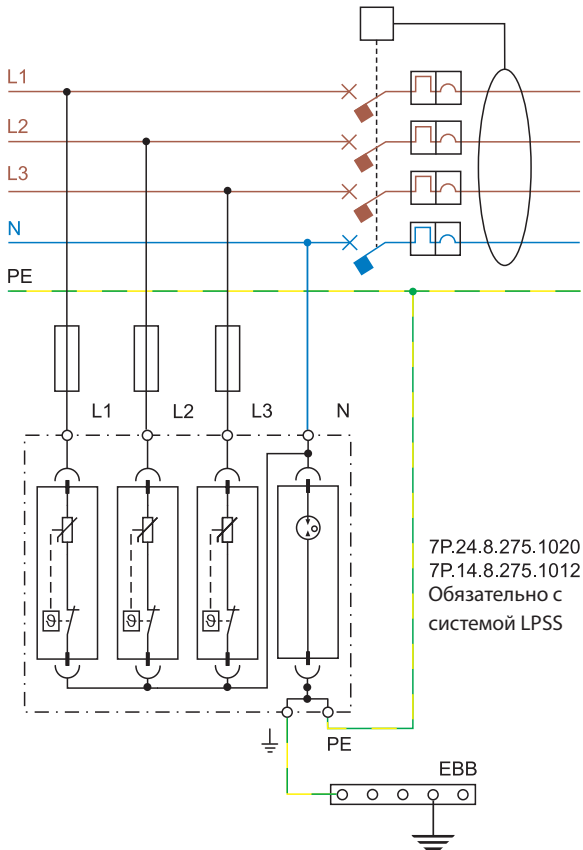 L1
L2
L3
N
PE
L1 L2 L3 N
ϑ ϑ ϑ
7P.24.8.275.1020
7P.14.8.275.1012
Обязательно с
системой LPSS
PE
EBB